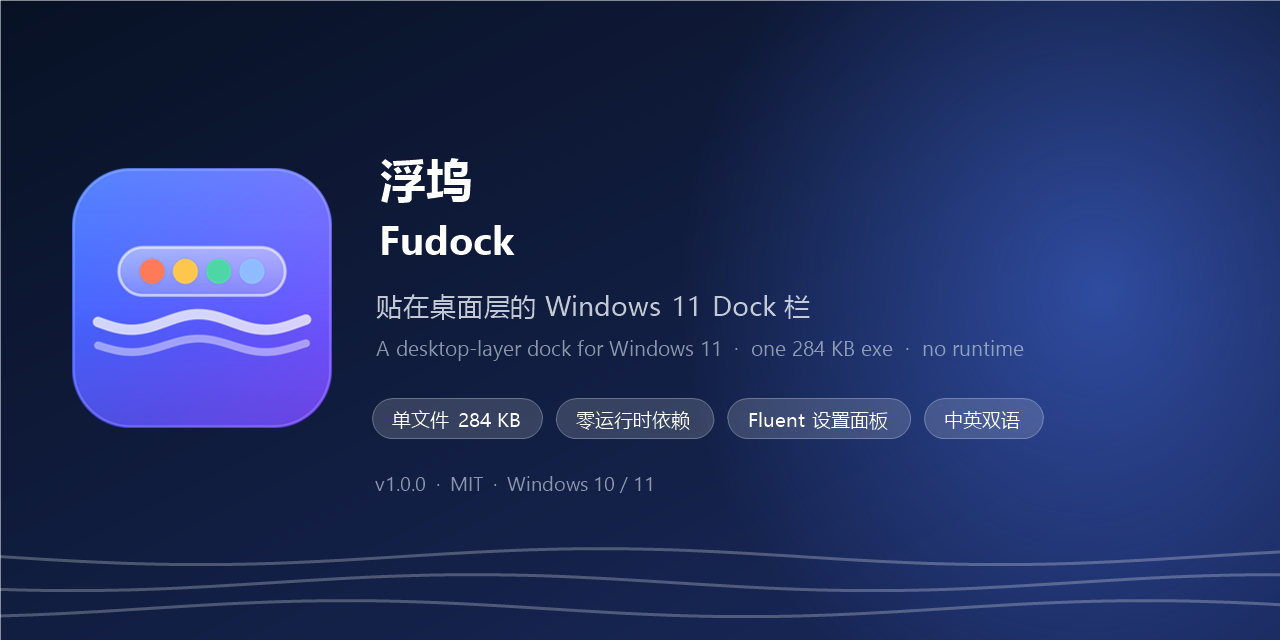 浮坞
Fudock
贴在桌面层的 Windows 11 Dock 栏
A desktop-layer dock for Windows 11 · one 284 KB exe · no runtime
单文件 284 KB 零运行时依赖 Fluent 设置面板 中英双语
v1.0.0 · MIT · Windows 10 / 11